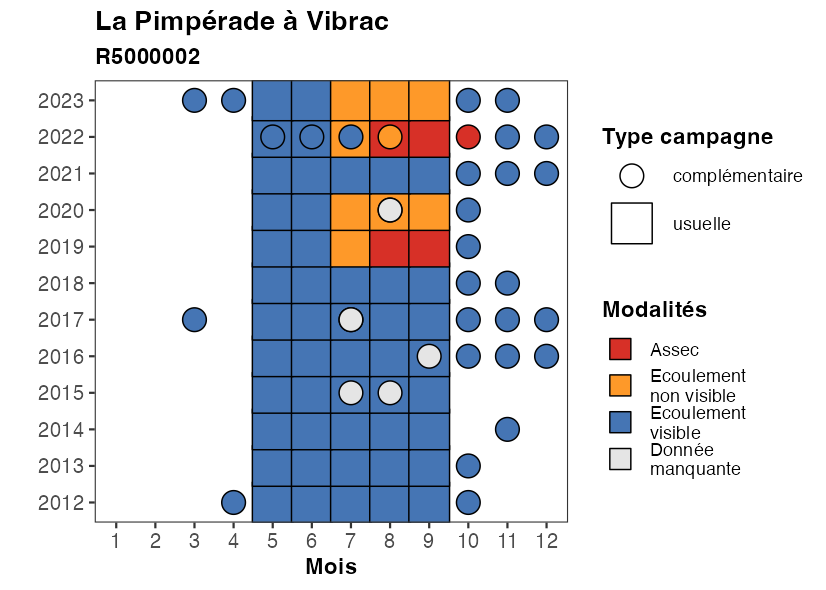 La Pimpérade à Vibrac
R5000002
2023
2022
2021
2020
2019
2018
2017
2016
2015
2014
2013
2012
1 2 3 4 5 6 7 8 9 10 11 12
Mois
Type campagne
complémentaire
usuelle
Modalités
Assec
Ecoulement
non visible
Ecoulement
visible
Donnée
manquante